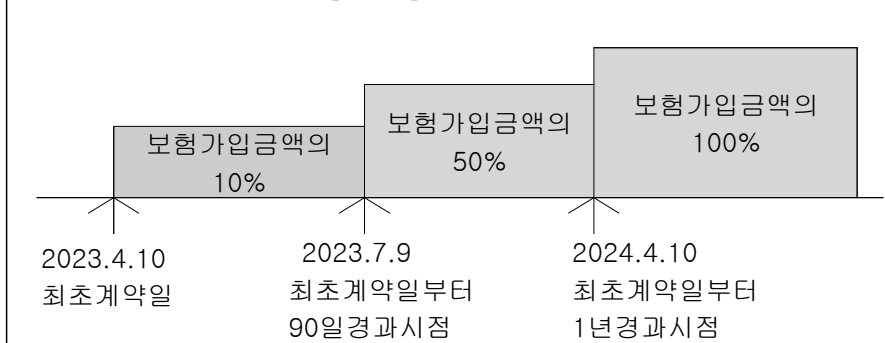 보험가입금액의
10%
보험가입금액의
50%
보험가입금액의
100%
2023.4.10
최초계약일
2023.7.9
최초계약일부터
90일경과시점
2024.4.10
최초계약일부터
1년경과시점